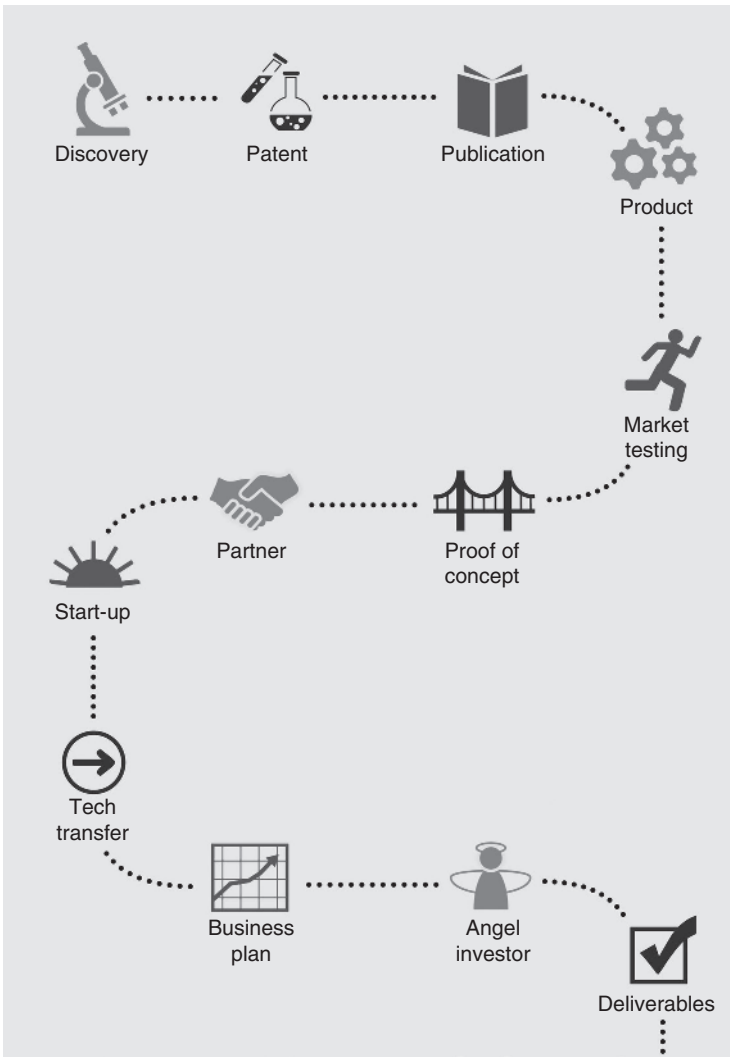 Discovery
Patent
Publication
Product
Market
testing
Proof of
concept
Partner
Start-up
Tech
transfer
Business
plan
Angel
investor
Deliverables